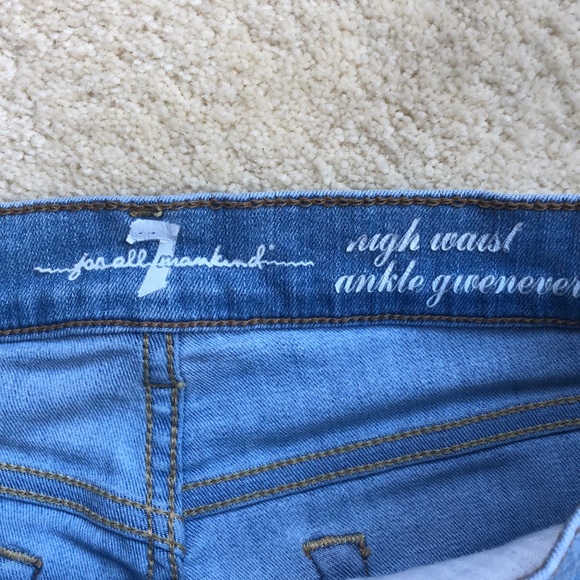 7
for all mankind
high waist
ankle gwenever